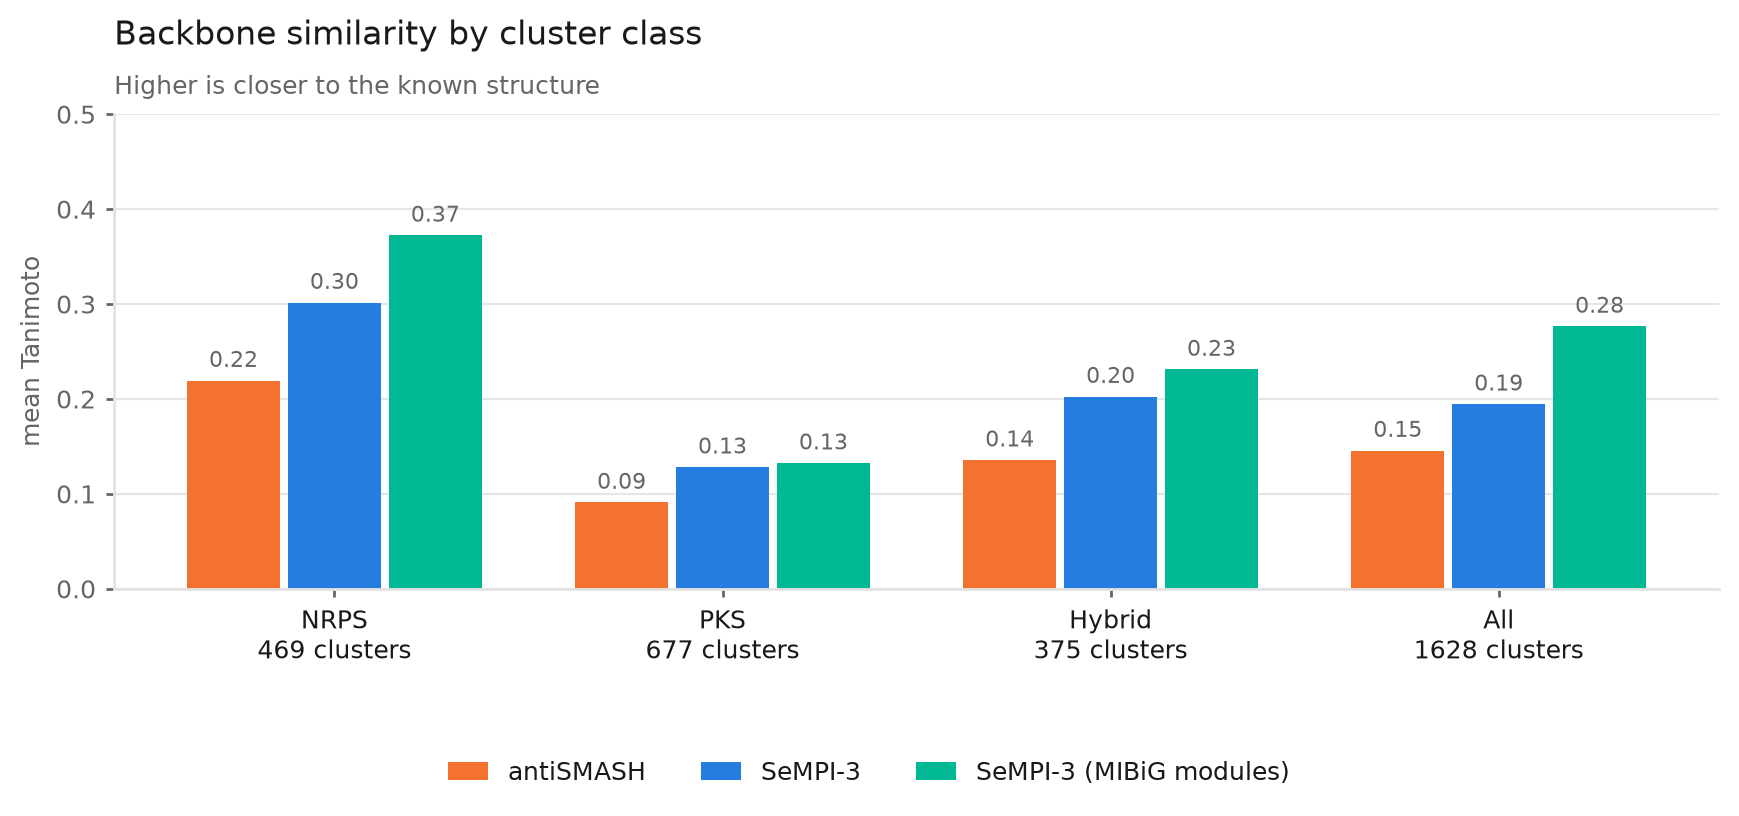 Backbone similarity by cluster class
Higher is closer to the known structure
mean Tanimoto
0.5
0.4
0.3
0.2
0.1
0.0
0.22
0.30
0.37
0.09
0.13
0.13
0.14
0.20
0.23
0.15
0.19
0.28
NRPS
469 clusters
PKS
677 clusters
Hybrid
375 clusters
All
1628 clusters
antiSMASH
SeMPI-3
SeMPI-3 (MIBiG modules)